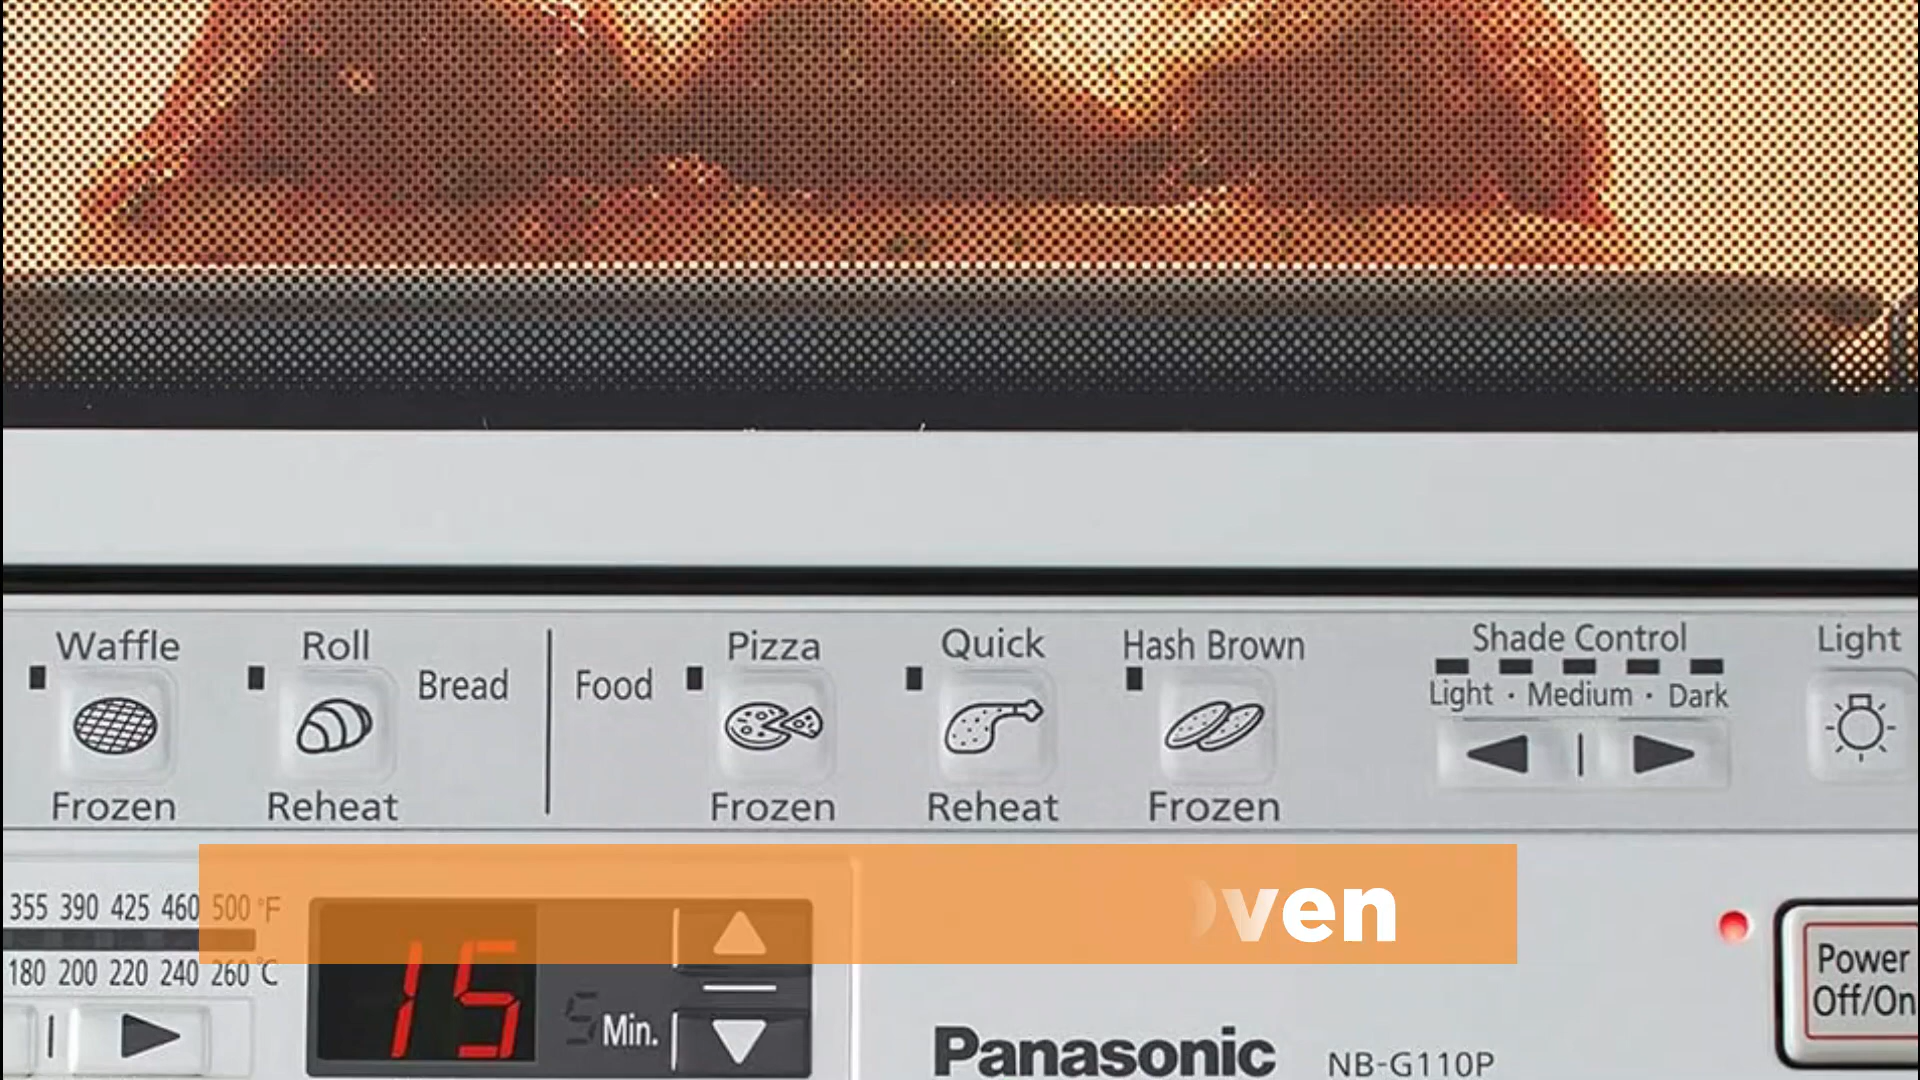 Waffle
Roll
Bread
Food
Pizza
Quick
Hash Brown
Shade Control
Light · Medium · Dark
Light
Frozen
Reheat
Frozen
Reheat
Frozen
355 390 425 460 500 °F
180 200 220 240 260 °C
15
Min.
ven
Power
Off/On
Panasonic
NB-G110P